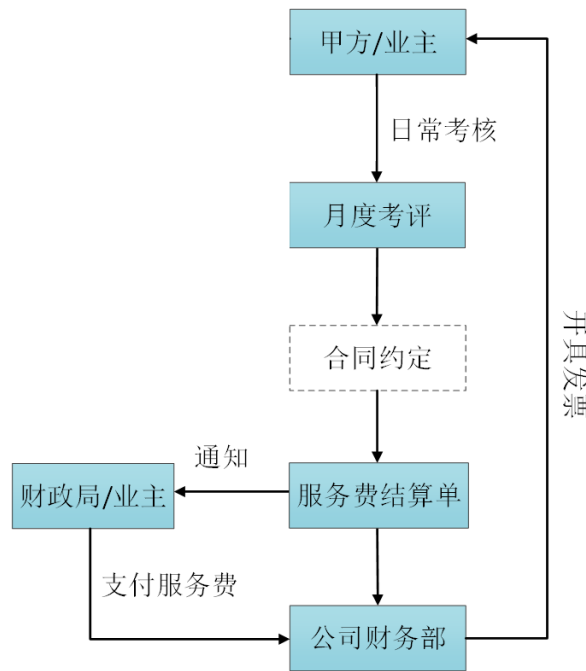 甲方/业主
日常考核
月度考评
开具发票
合同约定
通知
财政局/业主
服务费结算单
支付服务费
公司财务部